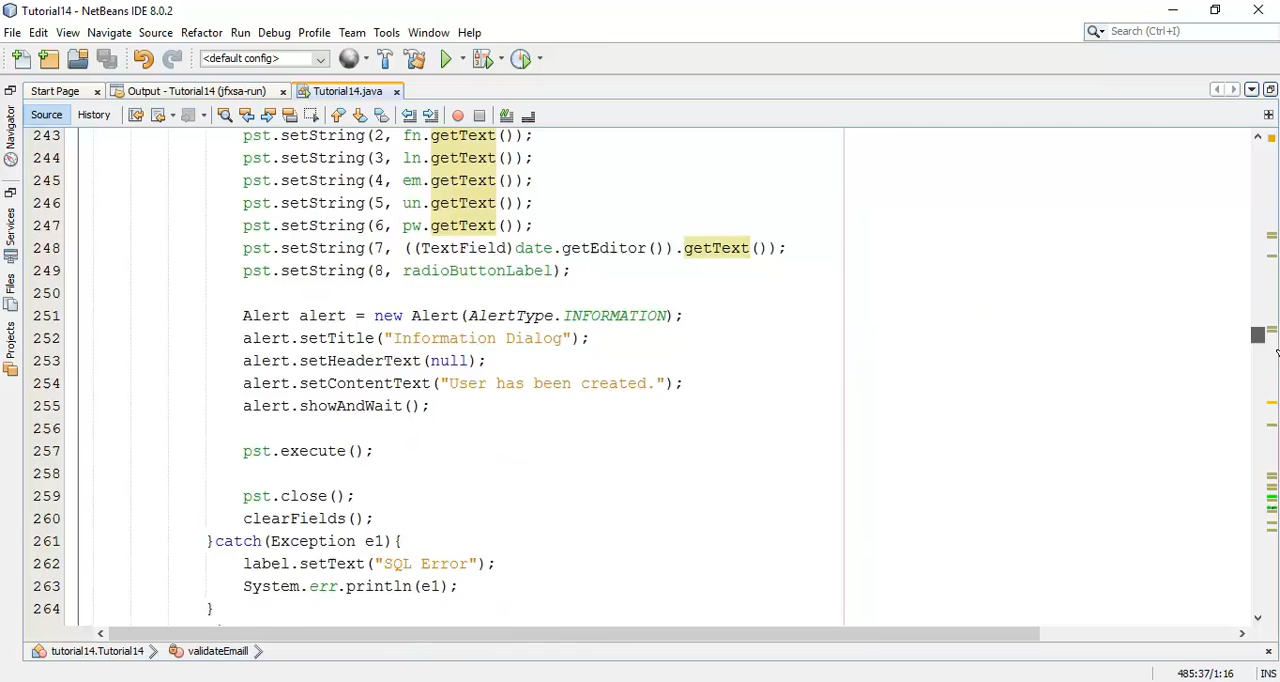 Tutorial14 - NetBeans IDE 8.0.2
File Edit View Navigate Source Refactor Run Debug Profile Team Tools Window Help
Search (Ctrl+I)
<default config>
Start Page Output - Tutorial14 (jfxsa-run) Tutorial14.java
Source History
Navigator
Services
Files
Projects
243 pst.setString(2, fn.getText());
244 pst.setString(3, ln.getText());
245 pst.setString(4, em.getText());
246 pst.setString(5, un.getText());
247 pst.setString(6, pw.getText());
248 pst.setString(7, ((TextField)date.getEditor()).getText());
249 pst.setString(8, radioButtonLabel);
250
251 Alert alert = new Alert(AlertType.INFORMATION);
252 alert.setTitle("Information Dialog");
253 alert.setHeaderText(null);
254 alert.setContentText("User has been created.");
255 alert.showAndWait();
256
257 pst.execute();
258
259 pst.close();
260 clearFields();
261 }catch(Exception e1){
262 label.setText("SQL Error");
263 System.err.println(e1);
264 }
tutorial14.Tutorial14 validateEmaill
485:37/1:16 INS